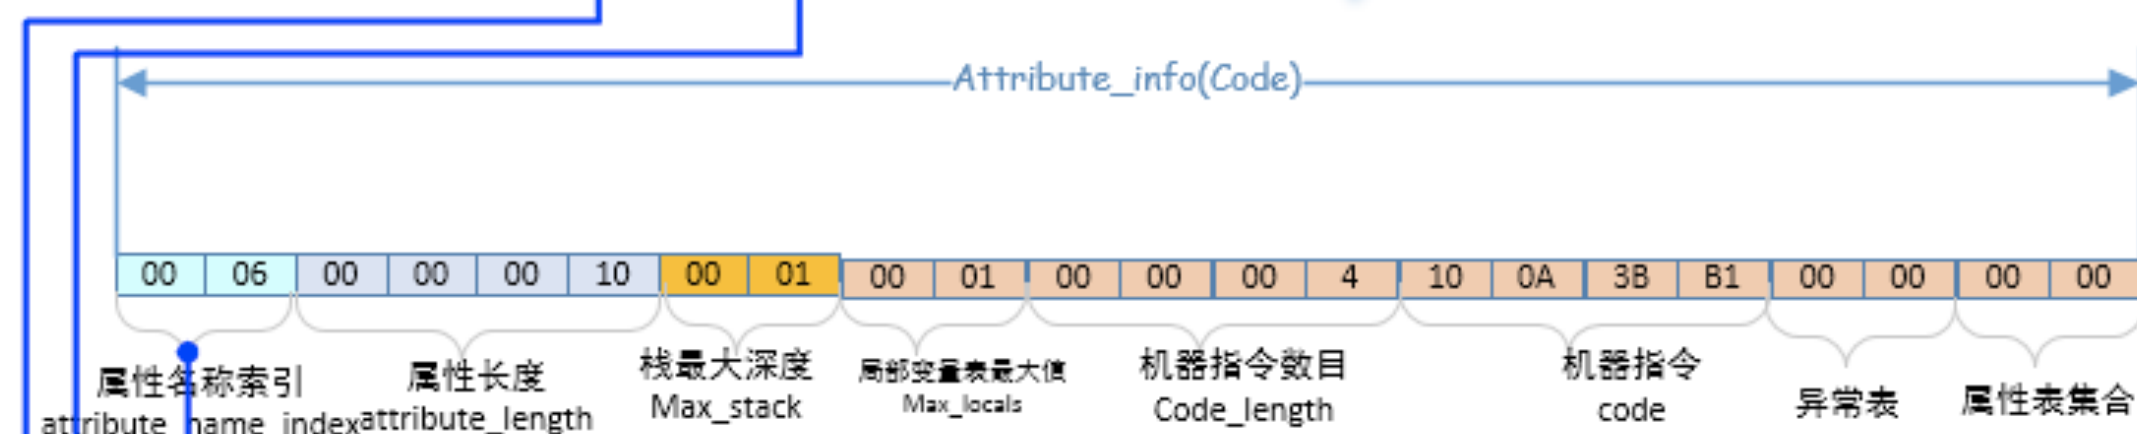 Attribute_info(Code)
00 06 00 00 00 10 00 01 00 01 00 00 00 4 10 0A 3B B1 00 00 00 00
属性名称索引
attribute_name_index
属性长度
attribute_length
栈最大深度
Max_stack
局部变量表最大值
Max_locals
机器指令数目
Code_length
机器指令
code
异常表
属性表集合